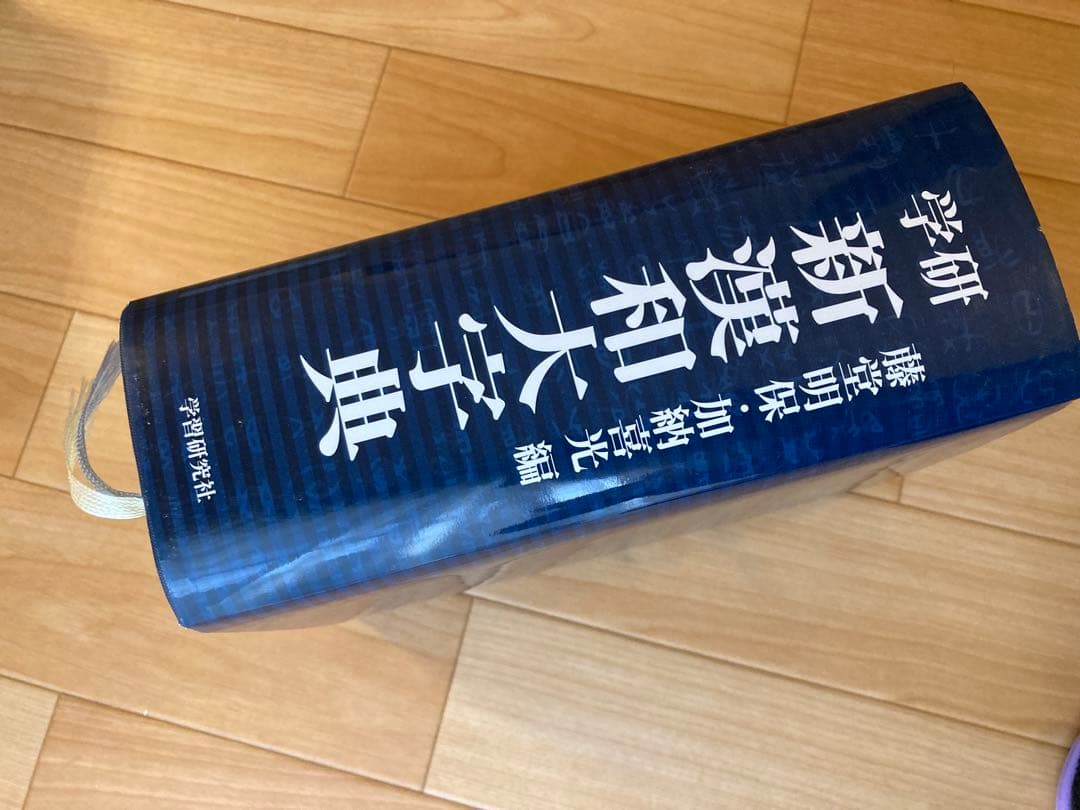 学研
新漢和大字典
藤堂明保・加納喜光 編
学習研究社